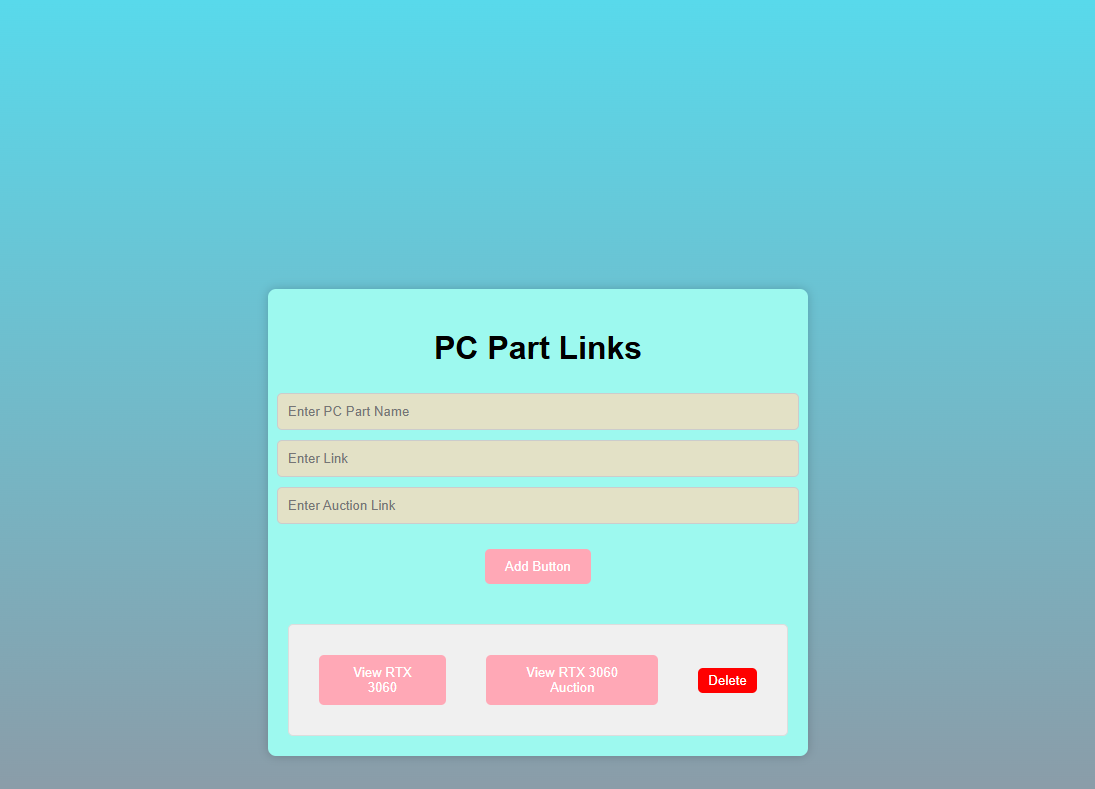 PC Part Links
Enter PC Part Name
Enter Link
Enter Auction Link
Add Button
View RTX
3060
View RTX 3060
Auction
Delete